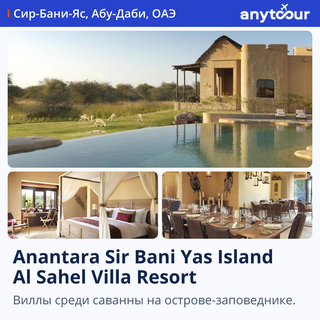 Сир-Бани-Яс, Абу-Даби, ОАЭ
anytour
Anantara Sir Bani Yas Island
Al Sahel Villa Resort
Виллы среди саванны на острове-заповеднике.